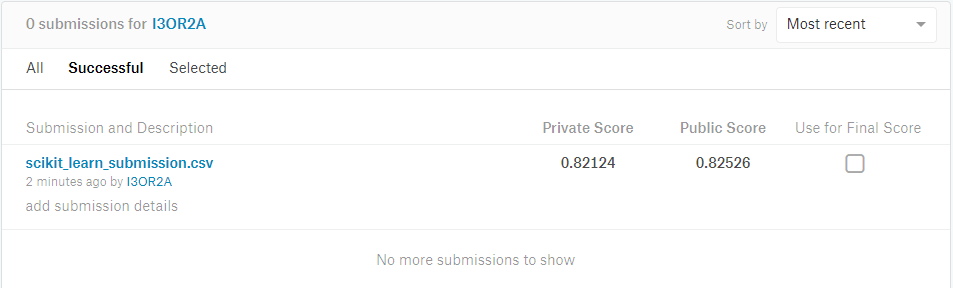 0 submissions for I3OR2A
Sort by Most recent
All Successful Selected
Submission and Description Private Score Public Score Use for Final Score
scikit_learn_submission.csv 0.82124 0.82526
2 minutes ago by I3OR2A
add submission details
No more submissions to show